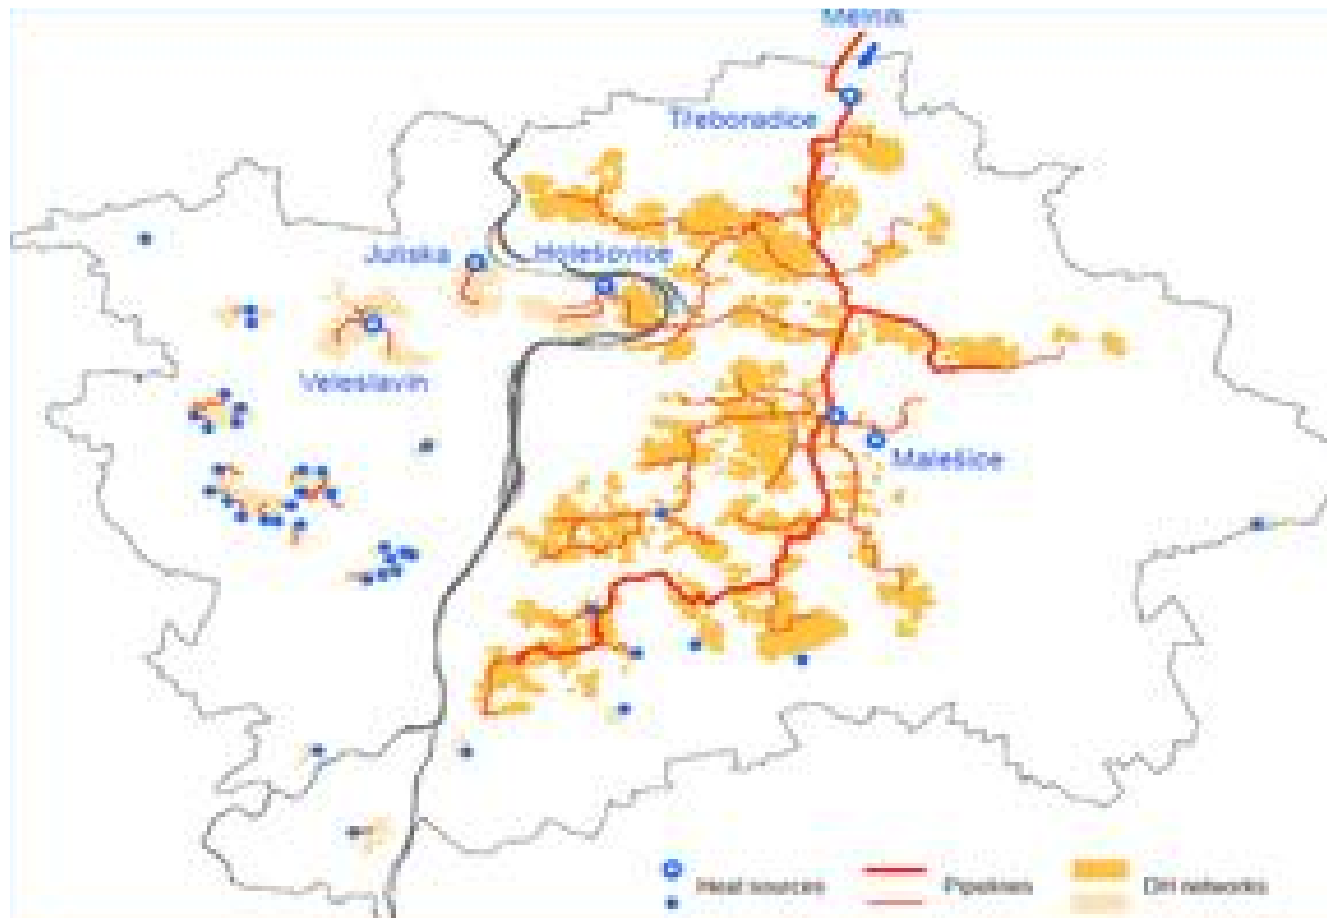 Mělník
Třeboradice
Juliska
Holešovice
Veleslavín
Malešice
Heat sources
Pipelines
DH networks